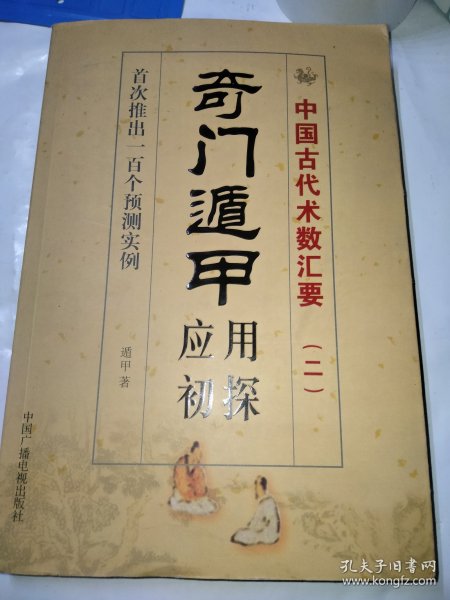 中国古代术数汇要（二）
奇门遁甲
应用
初探
首次推出一百个预测实例
遁甲著
中国广播电视出版社
孔夫子旧书网
www.kongfz.com